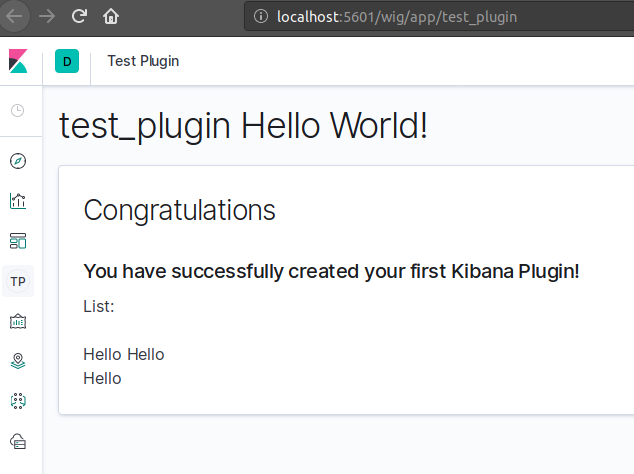 localhost:5601/wig/app/test_plugin
D
Test Plugin
test_plugin Hello World!
Congratulations
You have successfully created your first Kibana Plugin!
TP
List:
Hello Hello
Hello